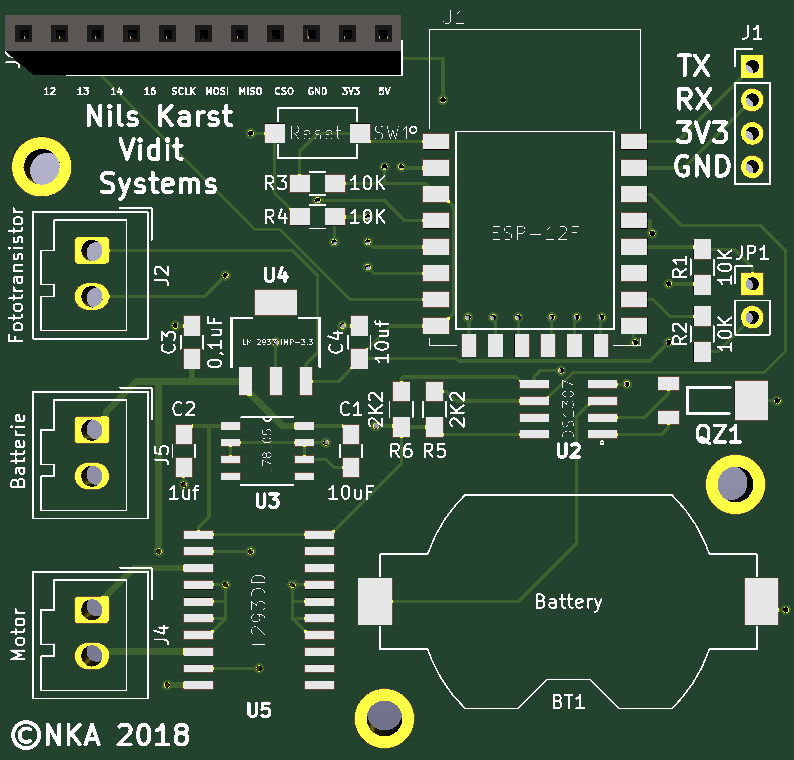 J1
J1
12 13 14 16 SCLK MOSI MISO CSO GND 3V3 5V
TX
RX
3V3
GND
Nils Karst
Vidit
Systems
Reset
SW1
R3 10K
R4 10K
ESP-12F
Fototransistor
J2
U4
LM 2937IMP-3.3
C3
0,1uF
C4
10uf
R1
10K
JP1
R2
10K
Batterie
J5
C2
1uf
78L05
U3
C1
10uF
2K2
2K2
R6
R5
DS1307
U2
QZ1
Motor
J4
L293DD
U5
Battery
BT1
©NKA 2018